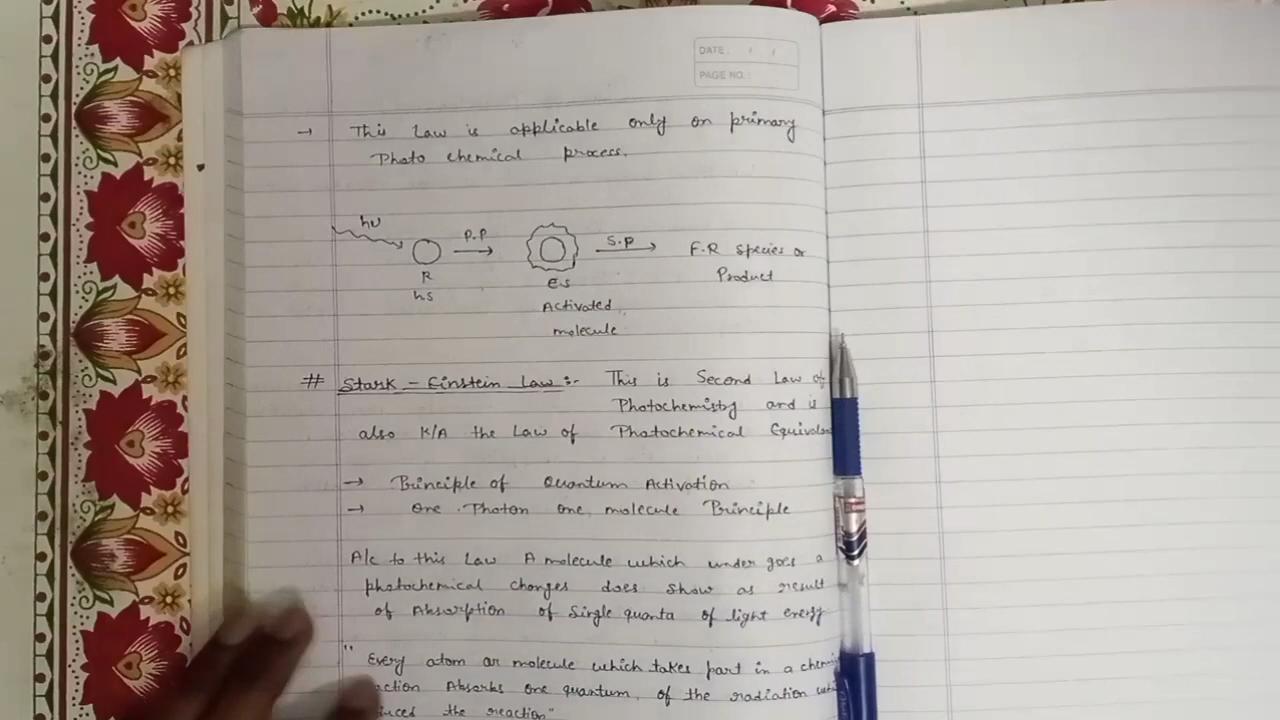 DATE: / /
PAGE NO.:
→ This Law is applicable only on primary
Photo chemical process.
hν
P.P
S.P
F.R Species or
Product
R
hs
E.S
Activated
molecule
# Stark - Einstein Law :- This is Second Law of
Photochemistry and is
also K/A the Law of Photochemical
→ Principle of Quantum Activation
→ One Photon one molecule Principle
A/c to this Law A molecule which under goes a
photochemical changes does show as result
of Absorption of Single quanta of light energy
" Every atom or molecule which takes part in a
Absorbs one quantum of the radiation
the reaction"